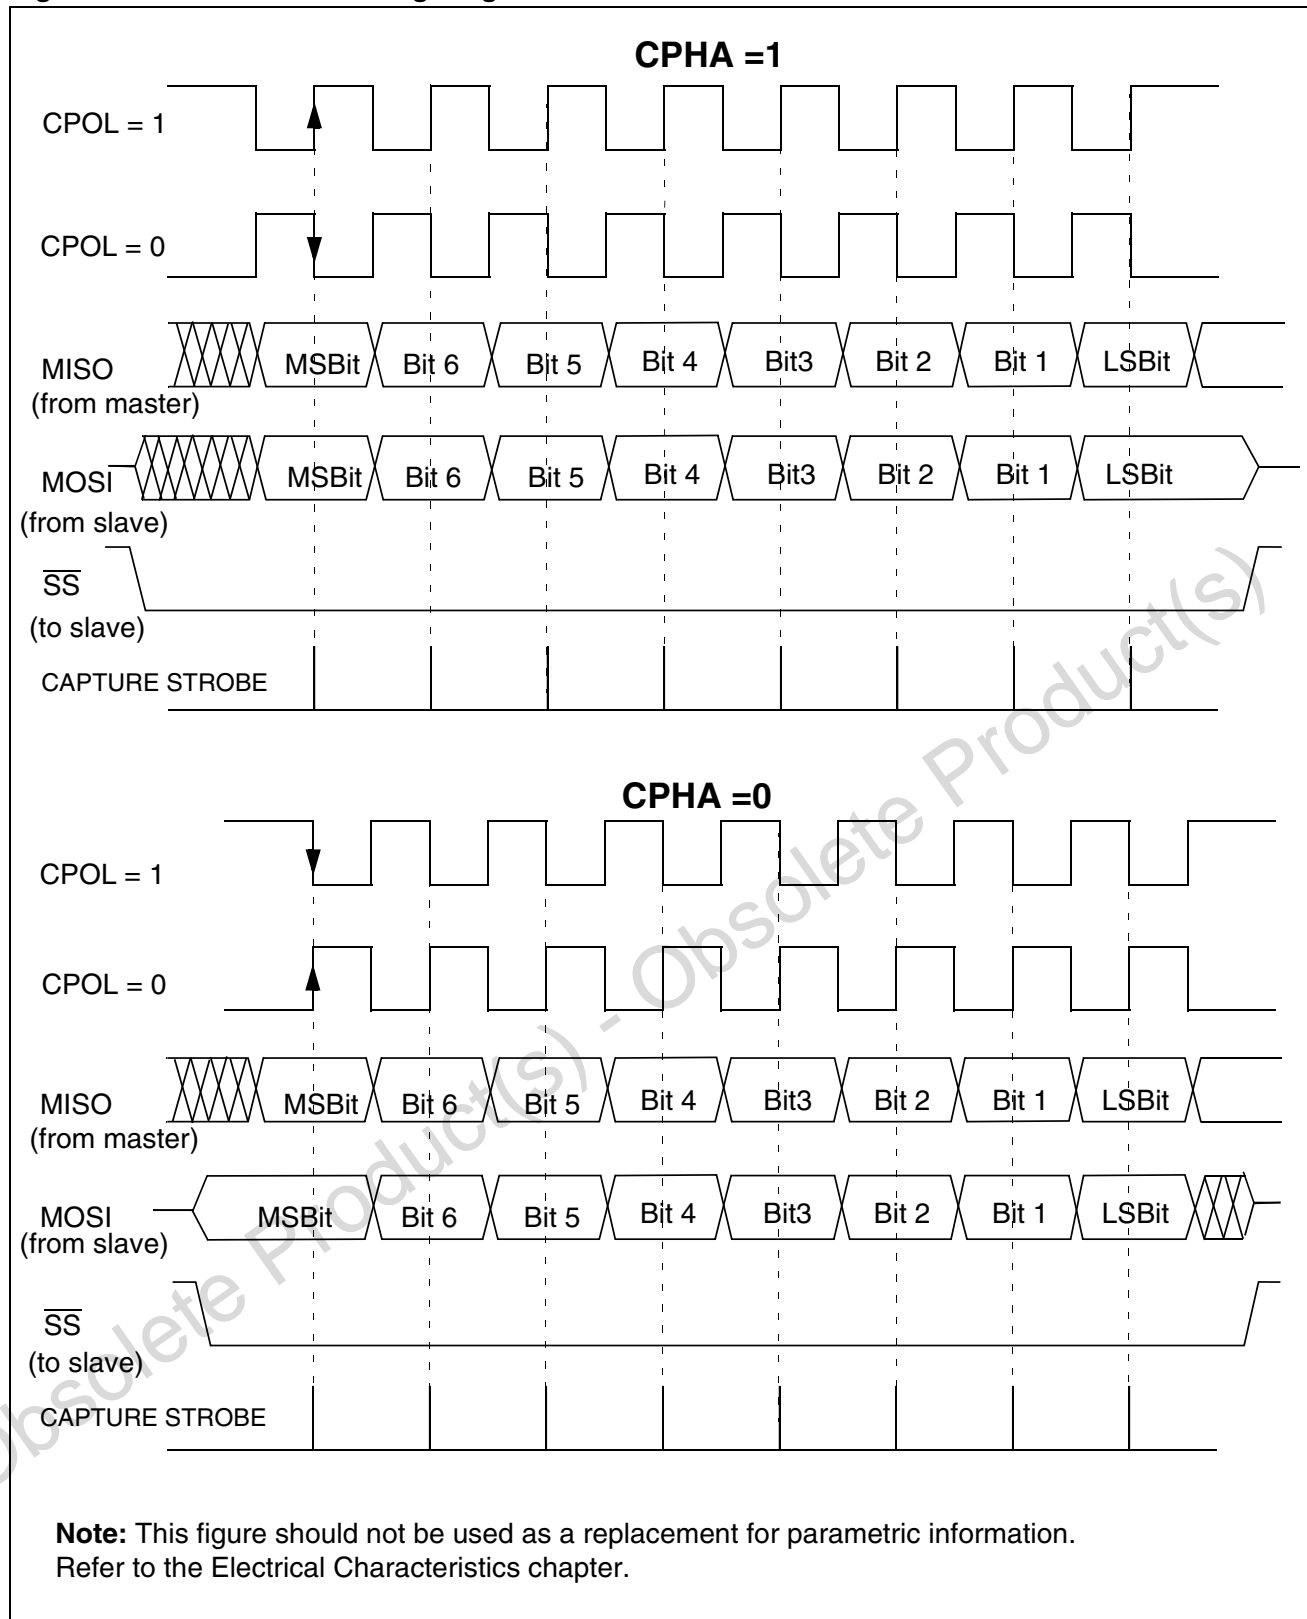 CPHA =1
CPOL = 1
CPOL = 0
MISO
(from master)
MSBit Bit 6 Bit 5 Bit 4 Bit3 Bit 2 Bit 1 LSBit
MOSI
(from slave)
MSBit Bit 6 Bit 5 Bit 4 Bit3 Bit 2 Bit 1 LSBit
SS
(to slave)
CAPTURE STROBE
CPHA =0
CPOL = 1
CPOL = 0
MISO
(from master)
MSBit Bit 6 Bit 5 Bit 4 Bit3 Bit 2 Bit 1 LSBit
MOSI
(from slave)
MSBit Bit 6 Bit 5 Bit 4 Bit3 Bit 2 Bit 1 LSBit
SS
(to slave)
CAPTURE STROBE
Note: This figure should not be used as a replacement for parametric information.
Refer to the Electrical Characteristics chapter.
Obsolete Product(s) - Obsolete Product(s)